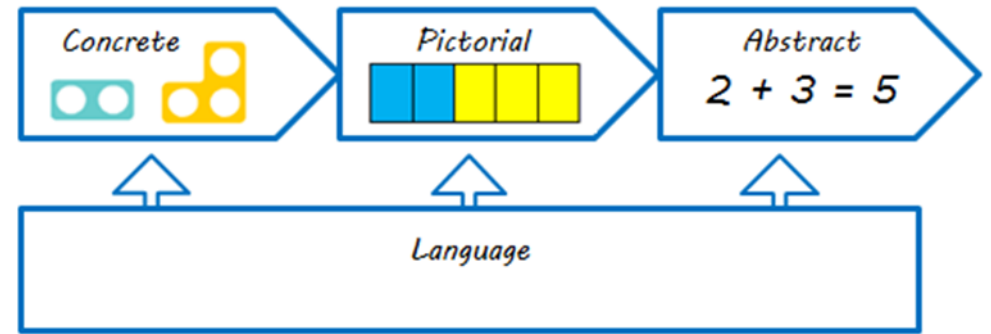 Concrete
Pictorial
Abstract
2 + 3 = 5
Language